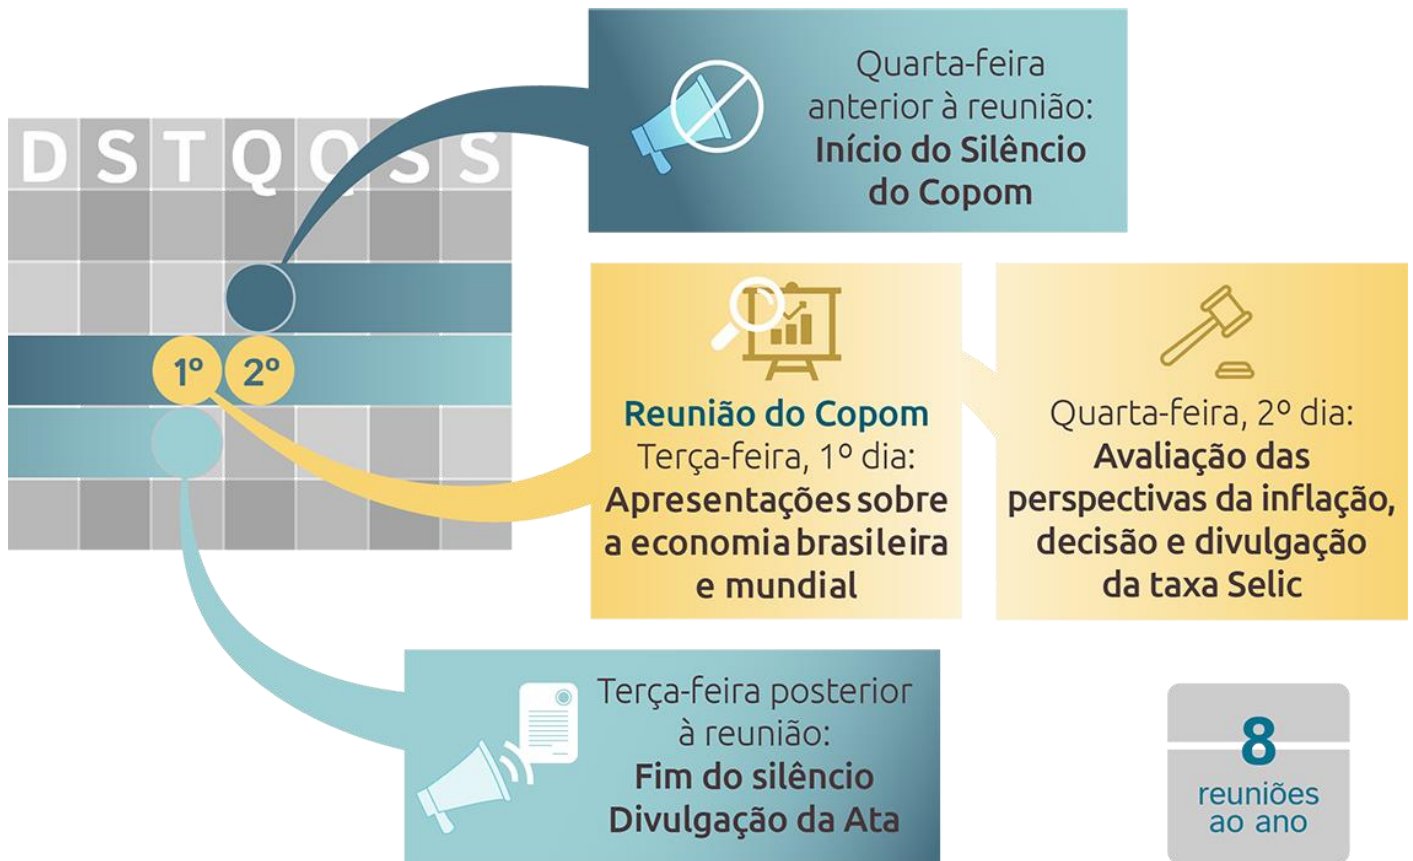 Quarta-feira
anterior à reunião:
Início do Silêncio
do Copom
D S T Q Q S S
1º 2º
Reunião do Copom
Terça-feira, 1º dia:
Apresentações sobre
a economia brasileira
e mundial
Quarta-feira, 2º dia:
Avaliação das
perspectivas da inflação,
decisão e divulgação
da taxa Selic
Terça-feira posterior
à reunião:
Fim do silêncio
Divulgação da Ata
8
reuniões
ao ano